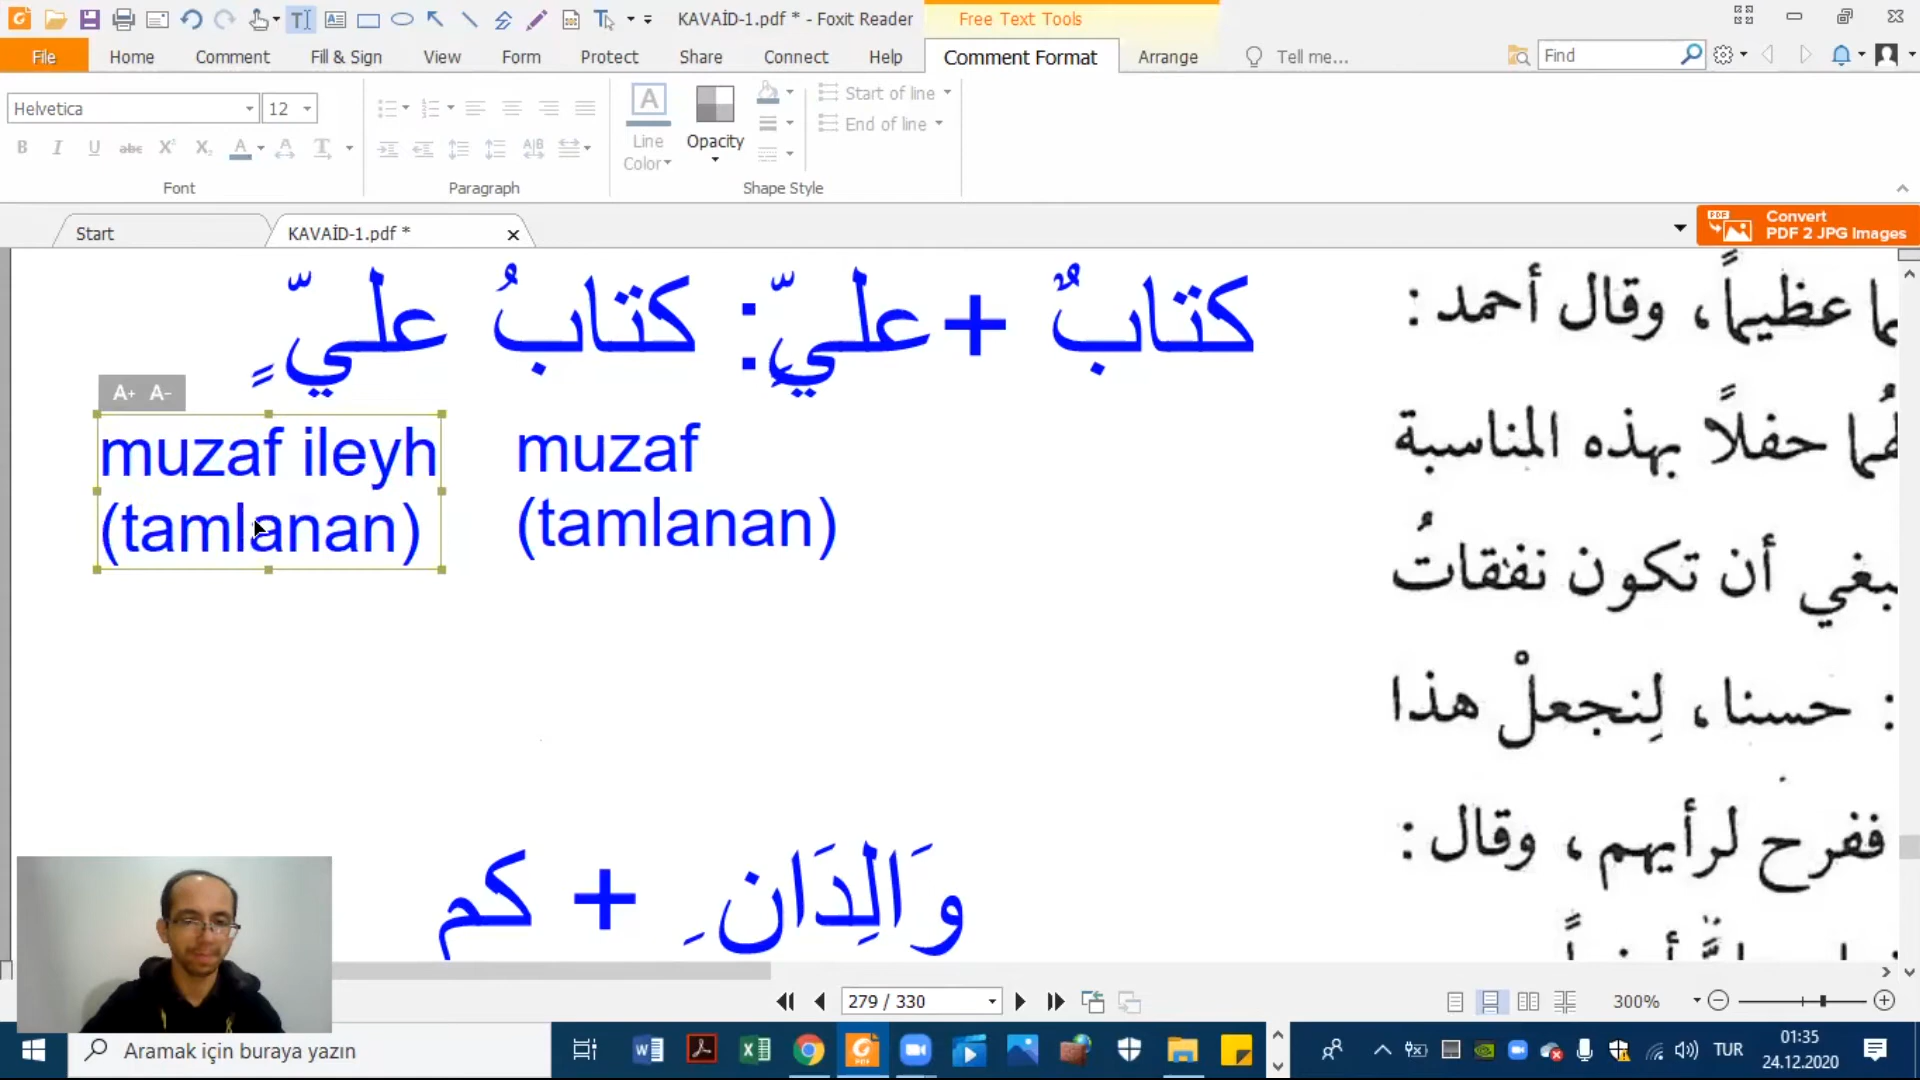 KAVAİD-1.pdf * - Foxit Reader
Free Text Tools
File
Home
Comment
Fill & Sign
View
Form
Protect
Share
Connect
Help
Comment Format
Arrange
Tell me...
Find
Helvetica
12
Start of line
End of line
Line Color
Opacity
Font
Paragraph
Shape Style
Start
KAVAİD-1.pdf *
Convert
PDF 2 JPG Images
كتابٌ + عليٍّ: كتابُ عليّ ٍ
A+ A-
muzaf ileyh
(tamlanan)
muzaf
(tamlanan)
وَالِدَان ِ + كم
عظيماً، وقال أحمد :
حفلاً بهذه المناسبة
أن تكون نفقاتُ
: حسنا، لِنجعلْ هذا
ففرح لرأيهم، وقال :
279 / 330
300%
Aramak için buraya yazın
TUR
01:35
24.12.2020